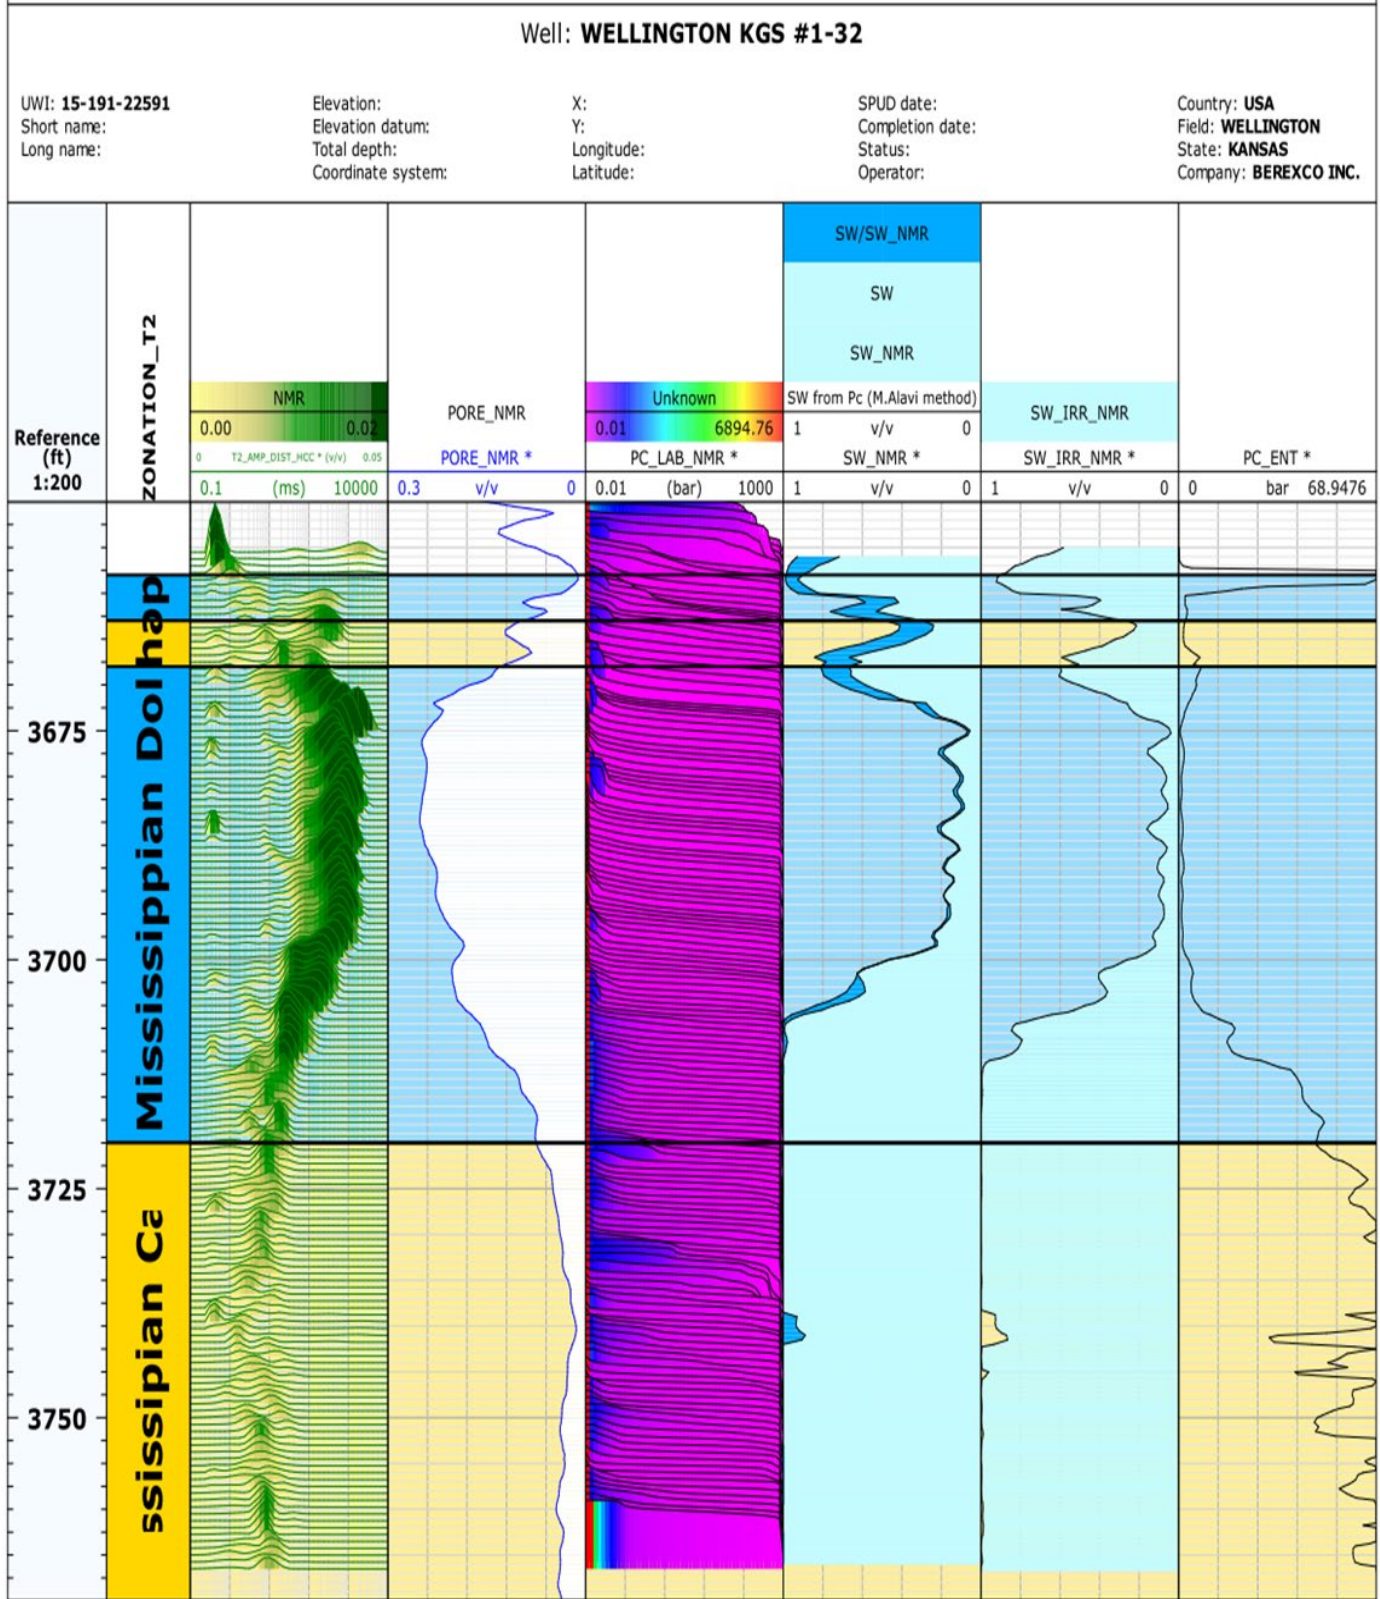 Well: WELLINGTON KGS #1-32
UWI: 15-191-22591
Short name:
Long name:
Elevation:
Elevation datum:
Total depth:
Coordinate system:
X:
Y:
Longitude:
Latitude:
SPUD date:
Completion date:
Status:
Operator:
Country: USA
Field: WELLINGTON
State: KANSAS
Company: BEREXCO INC.
Reference
(ft)
1:200
ZONATION_T2
NMR
0.00 0.02
0 T2_AMP_DIST_HCC * (v/v) 0.05
0.1 (ms) 10000
PORE_NMR
PORE_NMR *
0.3 v/v 0
Unknown
0.01 6894.76
PC_LAB_NMR *
0.01 (bar) 1000
SW/SW_NMR
SW
SW_NMR
SW from Pc (M.Alavi method)
1 v/v 0
SW_NMR *
1 v/v 0
SW_IRR_NMR
SW_IRR_NMR *
1 v/v 0
PC_ENT *
0 bar 68.9476
hap
Mississippian Dol
ssissipian Ca
3675
3700
3725
3750